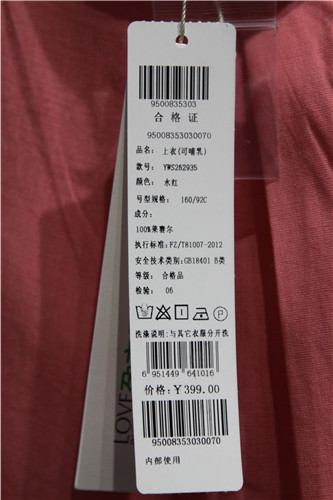 9500835303
合格证
95008353030070
品名：上衣(可哺乳)
款号：YWS262935
颜色：水红
号型规格：160/92C
成分：
100%莱赛尔
执行标准：FZ/T81007-2012
安全技术类别：GB18401 B类
等级：合格品
检验：06
洗涤说明：与其它衣服分开洗
6 951449 641016
价格：￥399.00
95008353030070
内部使用
LOVE